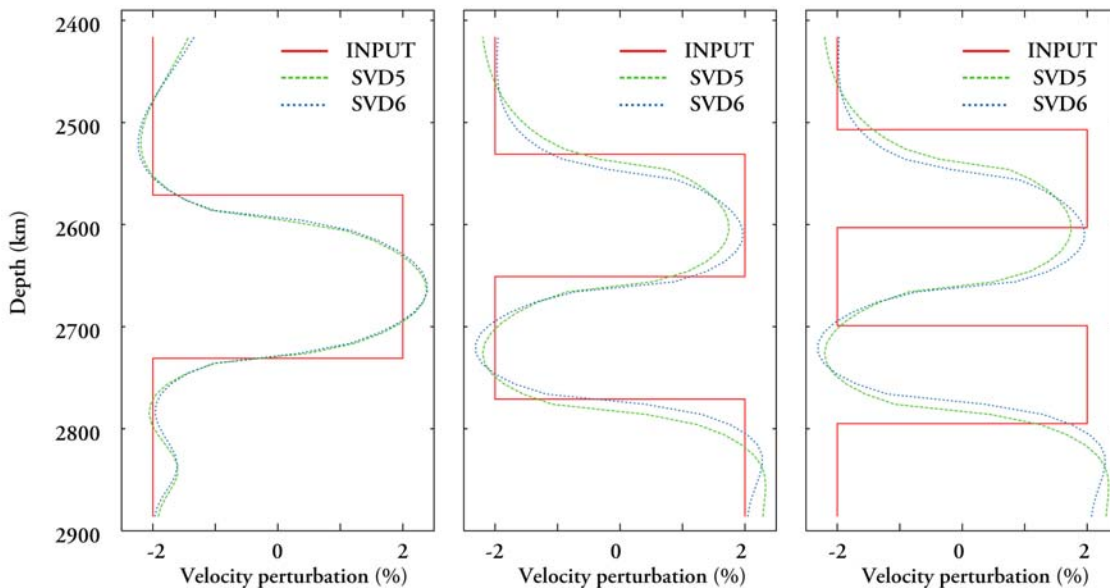 2400
2500
2600
2700
2800
2900
Depth (km)
INPUT
SVD5
SVD6
-2 0 2
Velocity perturbation (%)
INPUT
SVD5
SVD6
-2 0 2
Velocity perturbation (%)
INPUT
SVD5
SVD6
-2 0 2
Velocity perturbation (%)